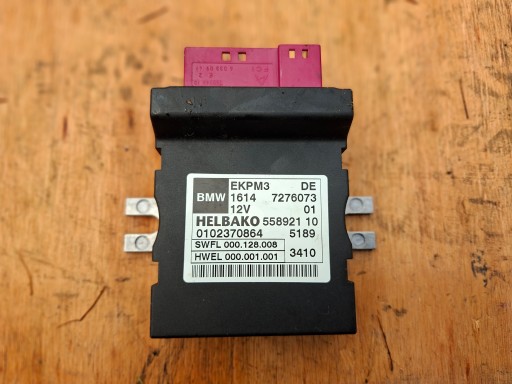 EKPM3 DE
BMW 1614 7276073
12V 01
HELBAKO 558921 10
0102370864 5189
SWFL 000.128.008
HWEL 000.001.001 3410